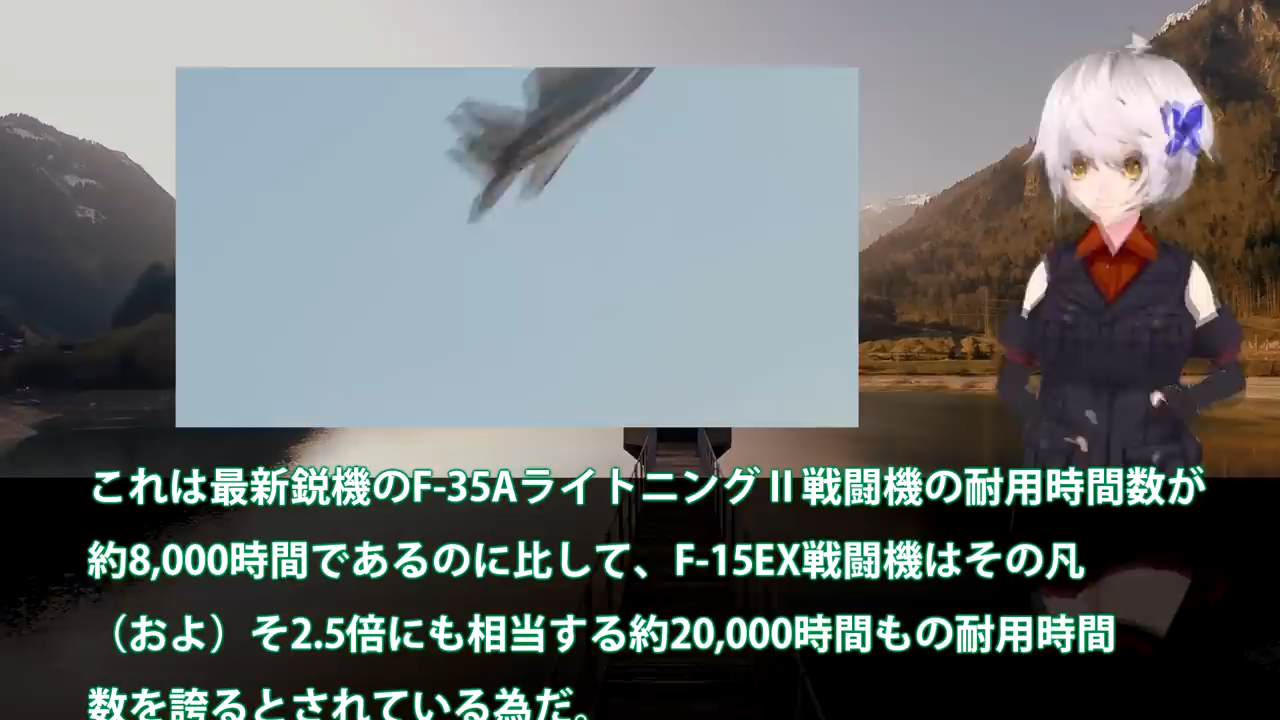 これは最新鋭機のF-35AライトニングⅡ戦闘機の耐用時間数が
約8,000時間であるのに比して、F-15EX戦闘機はその凡
（およ）そ2.5倍にも相当する約20,000時間もの耐用時間
数を誇るとされている為だ。